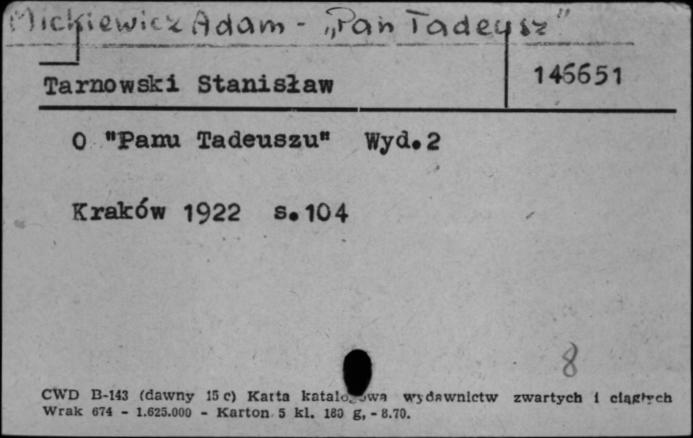 Mickiewicz Adam - „Pan Tadeusz"
Tarnowski Stanisław 146651
O "Panu Tadeuszu" Wyd.2
Kraków 1922 s.104
8
CWD B-143 (dawny 15 c) Karta katalogowa wydawnictw zwartych i ciągłych
Wrak 674 - 1.625.000 - Karton 5 kl. 180 g, - 8.70.